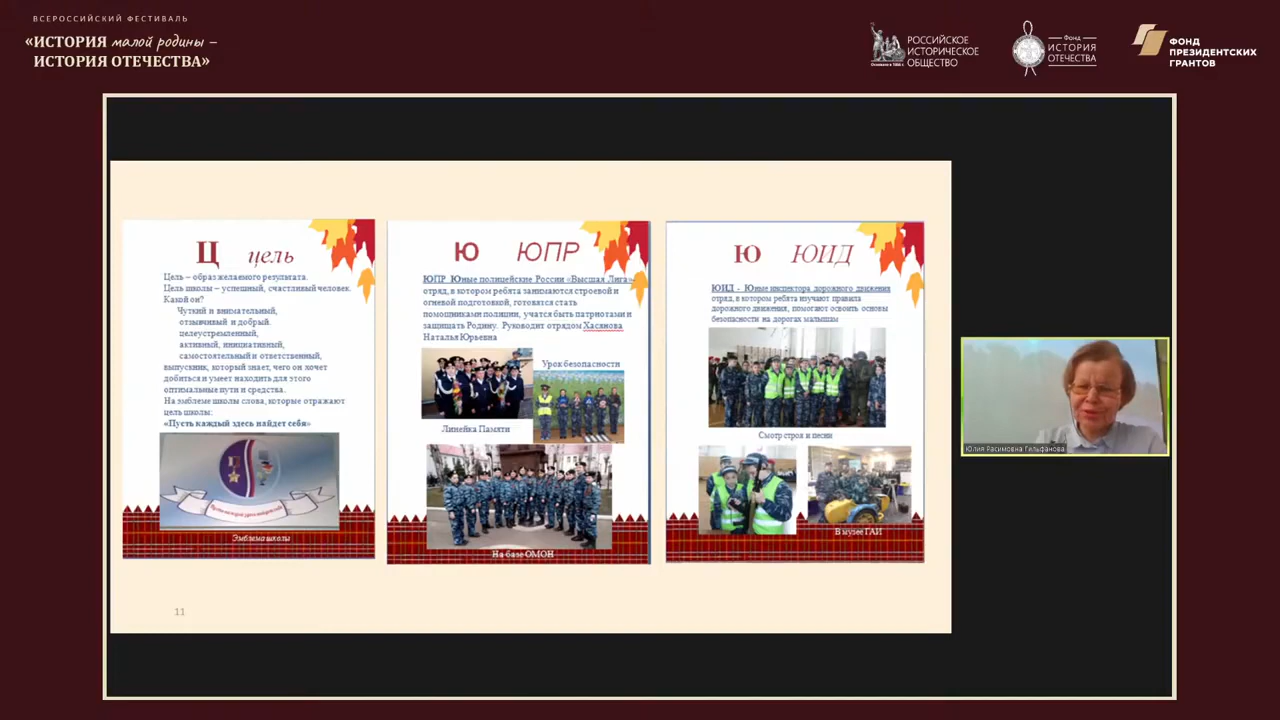 ВСЕРОССИЙСКИЙ ФЕСТИВАЛЬ
«ИСТОРИЯ малой родины –
ИСТОРИЯ ОТЕЧЕСТВА»
РОССИЙСКОЕ
ИСТОРИЧЕСКОЕ
ОБЩЕСТВО
Основано в 1866 г.
Фонд
ИСТОРИЯ
ОТЕЧЕСТВА
ФОНД
ПРЕЗИДЕНТСКИХ
ГРАНТОВ
Ц цель
Цель – образ желаемого результата.
Цель школы – успешный, счастливый человек.
Какой он?
Чуткий и внимательный,
отзывчивый и добрый.
целеустремленный,
активный, инициативный,
самостоятельный и ответственный,
выпускник, который знает, чего он хочет
добиться и умеет находить для этого
оптимальные пути и средства.
На эмблеме школы слова, которые отражают
цель школы:
«Пусть каждый здесь найдет себя»
Эмблема школы
Ю ЮПР
ЮПР Юные полицейские России «Высшая Лига»-
отряд, в котором ребята занимаются строевой и
огневой подготовкой, готовятся стать
помощниками полиции, учатся быть патриотами и
защищать Родину. Руководит отрядом Хасянова
Наталья Юрьевна
Урок безопасности
Линейка Памяти
На базе ОМОН
Ю ЮИД
ЮИД - Юные инспектора дорожного движения
отряд, в котором ребята изучают правила
дорожного движения, помогают освоить основы
безопасности на дорогах малышам
Смотр строя и песни
В музее ГАИ
11
Юлия Расимовна Гильфанова